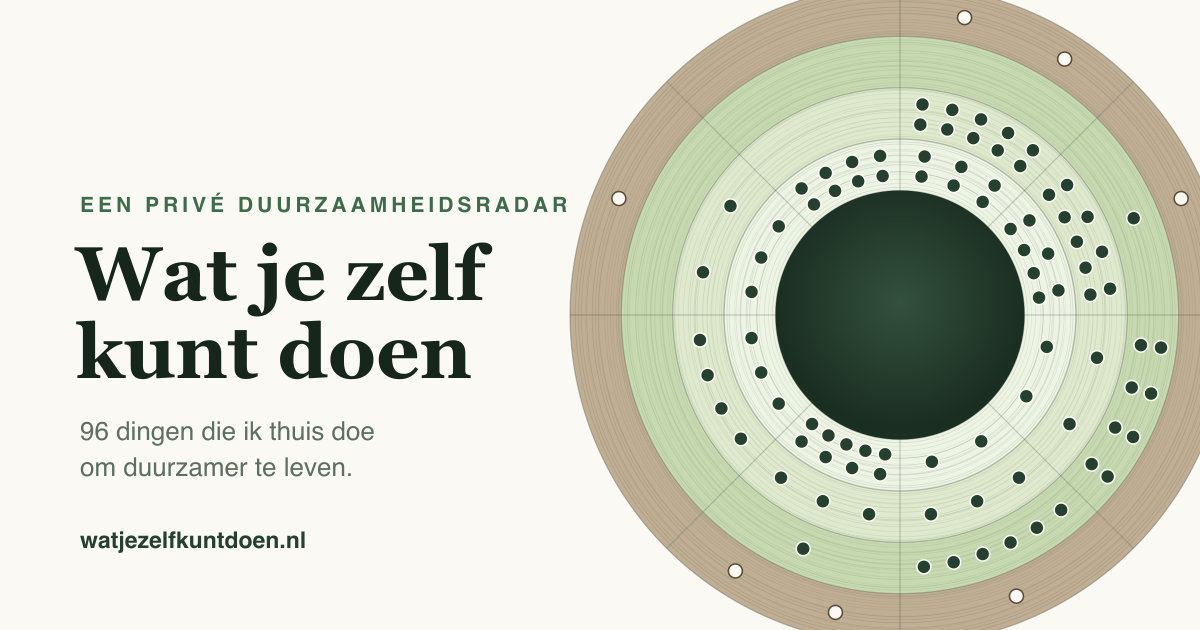 EEN PRIVÉ DUURZAAMHEIDSRADAR
Wat je zelf
kunt doen
96 dingen die ik thuis doe
om duurzamer te leven.
watjezelfkuntdoen.nl